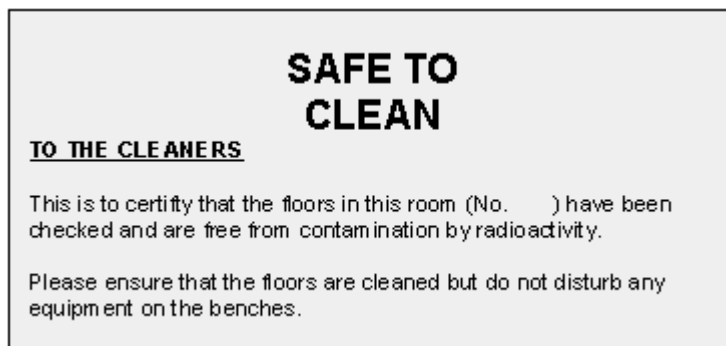 SAFE TO
CLEAN
TO THE CLEANERS
This is to certifty that the floors in this room (No.      ) have been
checked and are free from contamination by radioactivity.
Please ensure that the floors are cleaned but do not disturb any
equipment on the benches.